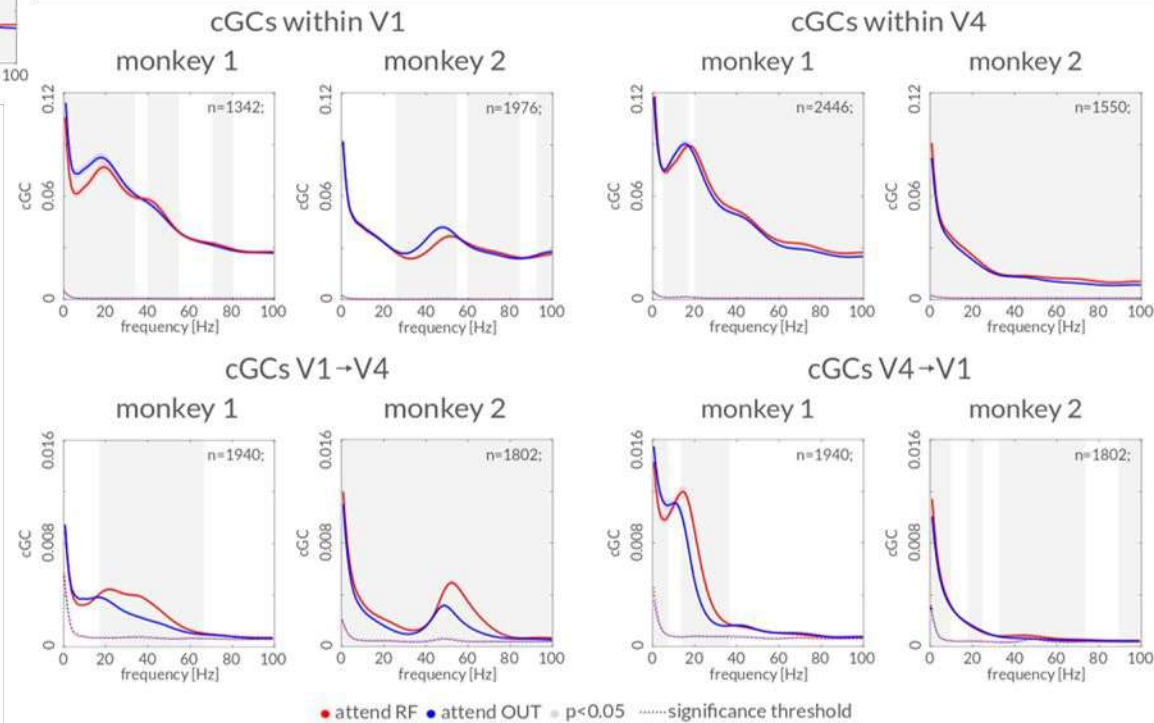 100
cGCs within V1
cGCs within V4
monkey 1
monkey 2
monkey 1
monkey 2
n=1342;
n=1976;
n=2446;
n=1550;
0.12
0.06
0
cGC
0.12
0.06
0
cGC
0.12
0.06
0
cGC
0.12
0.06
0
cGC
0 20 40 60 80 100
0 20 40 60 80 100
0 20 40 60 80 100
0 20 40 60 80 100
frequency [Hz]
frequency [Hz]
frequency [Hz]
frequency [Hz]
cGCs V1→V4
cGCs V4→V1
monkey 1
monkey 2
monkey 1
monkey 2
n=1940;
n=1802;
n=1940;
n=1802;
0.016
0.008
0
cGC
0.016
0.008
0
cGC
0.016
0.008
0
cGC
0.016
0.008
0
cGC
0 20 40 60 80 100
0 20 40 60 80 100
0 20 40 60 80 100
0 20 40 60 80 100
frequency [Hz]
frequency [Hz]
frequency [Hz]
frequency [Hz]
attend RF attend OUT p<0.05 significance threshold